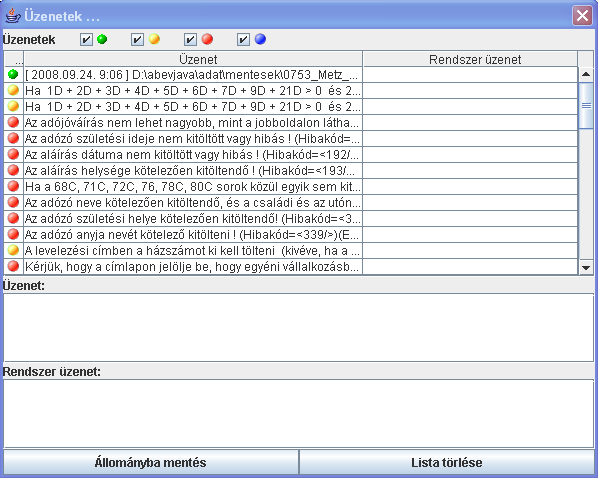 Üzenetek ...
Üzenetek
... Üzenet Rendszer üzenet
[ 2008.09.24. 9:06 ] D:\abevjava\adat\mentesek\0753_Metz_...
Ha 1D + 2D + 3D + 4D + 5D + 6D + 7D + 9D + 21D > 0 és 2...
Ha 1D + 2D + 3D + 4D + 5D + 6D + 7D + 9D + 21D > 0 és 2...
Az adójóváírás nem lehet nagyobb, mint a jobboldalon látha...
Az adózó születési ideje nem kitöltött vagy hibás ! (Hibakód=...
Az aláírás dátuma nem kitöltött vagy hibás ! (Hibakód=<192/...
Az aláírás helysége kötelezően kitöltendő ! (Hibakód=<193/...
Ha a 68C, 71C, 72C, 76, 78C, 80C sorok közül egyik sem kit...
Az adózó neve kötelezően kitöltendő, és a családi és az utón...
Az adózó születési helye kötelezően kitöltendő! (Hibakód=<3...
Az adózó anyja nevét kötelező kitölteni ! (Hibakód=<339/>)(E...
A levelezési címben a házszámot ki kell tölteni (kivéve, ha a ...
Kérjük, hogy a címlapon jelölje be, hogy egyéni vállalkozásb...
Üzenet:
Rendszer üzenet:
Állományba mentés Lista törlése